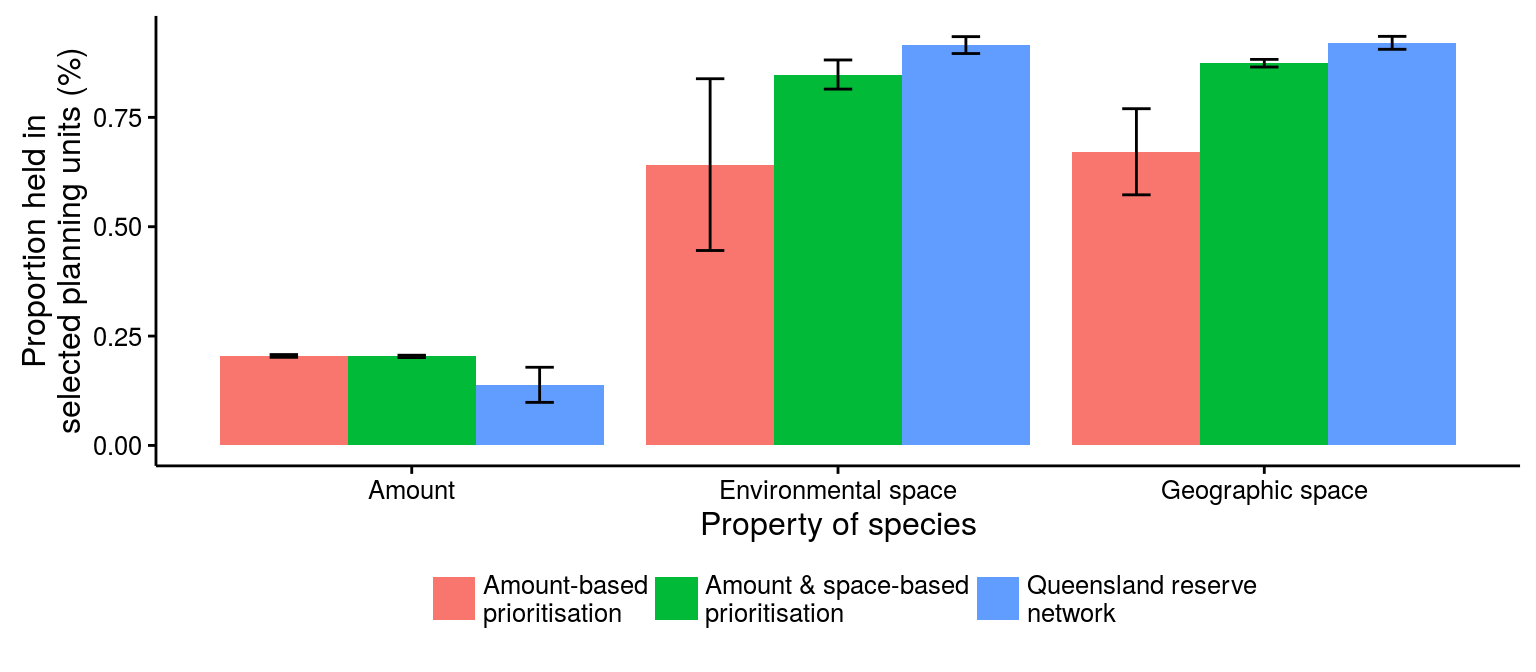 Proportion held in
selected planning units (%)
0.75
0.50
0.25
0.00
Amount
Environmental space
Geographic space
Property of species
Amount-based
prioritisation
Amount & space-based
prioritisation
Queensland reserve
network